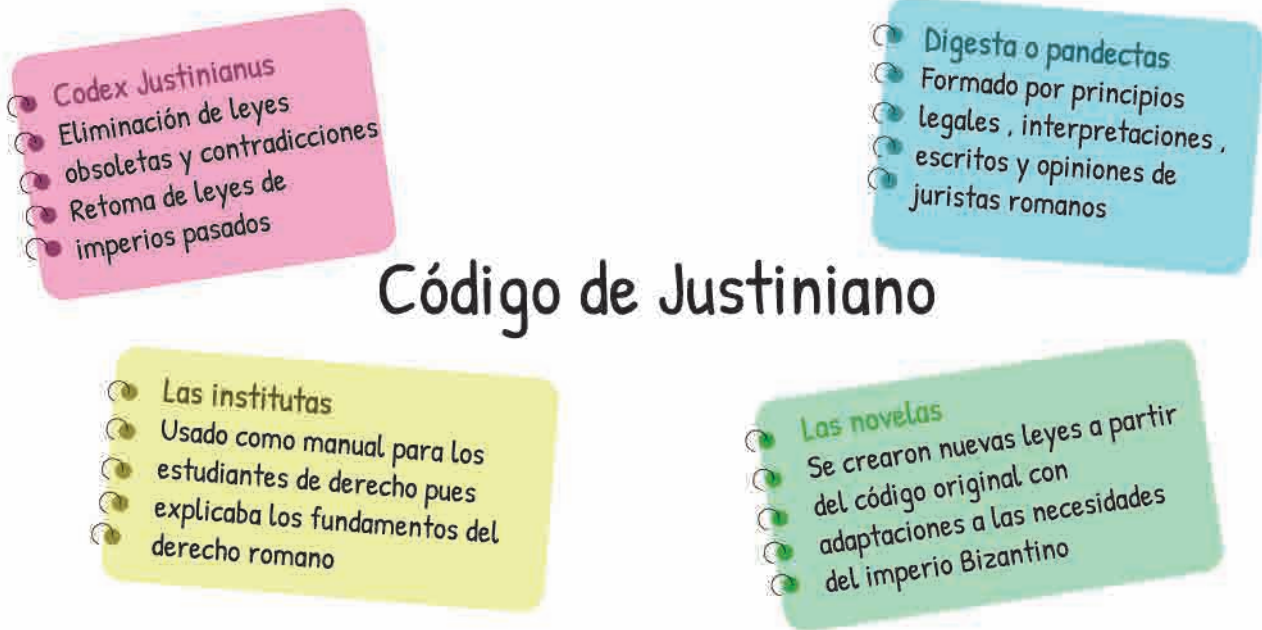 Codex Justinianus
Eliminación de leyes
obsoletas y contradicciones
Retoma de leyes de
imperios pasados
Digesta o pandectas
Formado por principios
legales , interpretaciones ,
escritos y opiniones de
juristas romanos
Código de Justiniano
Las institutas
Usado como manual para los
estudiantes de derecho pues
explicaba los fundamentos del
derecho romano
Las novelas
Se crearon nuevas leyes a partir
del código original con
adaptaciones a las necesidades
del imperio Bizantino